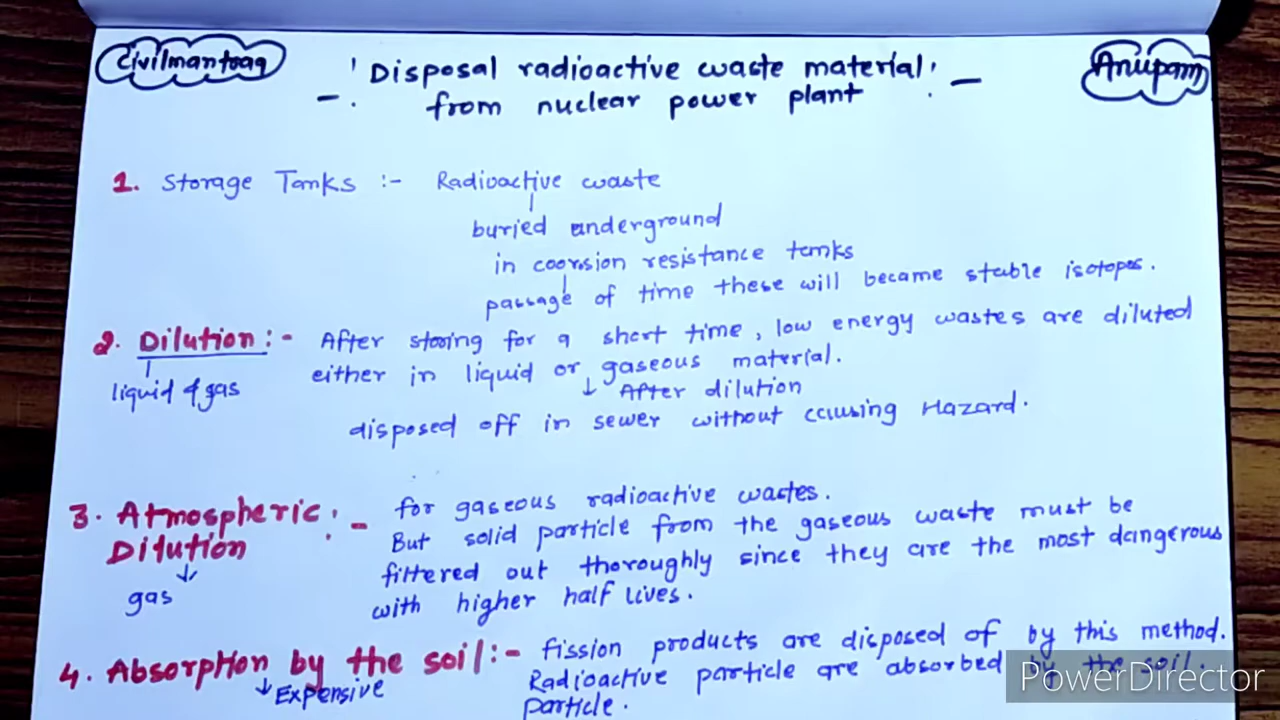 Civilmantraa
Anupam
' Disposal radioactive waste material '
from nuclear power plant
1. Storage Tanks :- Radioactive waste
buried underground
in coorsion resistance tanks
passage of time these will became stable isotopes.
2. Dilution :- After storing for a short time, low energy wastes are diluted
either in liquid or gaseous material.
liquid & gas
↓ After dilution
disposed off in sewer without causing Hazard.
3. Atmospheric :- for gaseous radioactive wastes.
Dilution But solid particle from the gaseous waste must be
filtered out thoroughly since they are the most dangerous
gas with higher half lives.
4. Absorption by the soil :- fission products are disposed of by this method.
↓ Expensive Radioactive particle are absorbed by the soil
particle.
PowerDirector